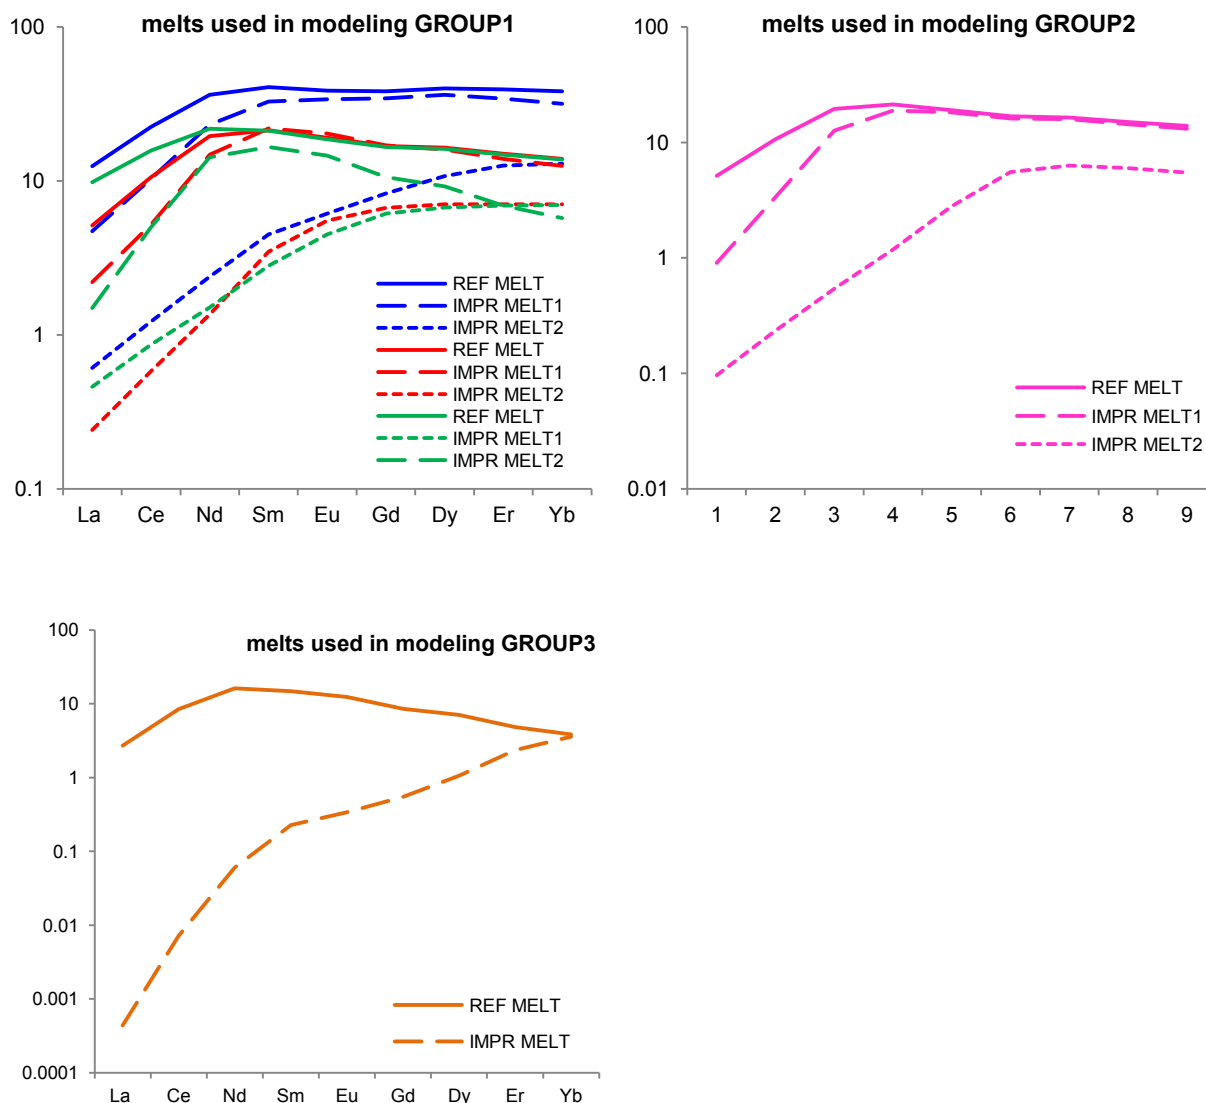 melts used in modeling GROUP1
100
10
1
0.1
La Ce Nd Sm Eu Gd Dy Er Yb
REF MELT
IMPR MELT1
IMPR MELT2
REF MELT
IMPR MELT1
IMPR MELT2
REF MELT
IMPR MELT1
IMPR MELT2
melts used in modeling GROUP2
100
10
1
0.1
0.01
1 2 3 4 5 6 7 8 9
REF MELT
IMPR MELT1
IMPR MELT2
melts used in modeling GROUP3
100
10
1
0.1
0.01
0.001
0.0001
La Ce Nd Sm Eu Gd Dy Er Yb
REF MELT
IMPR MELT